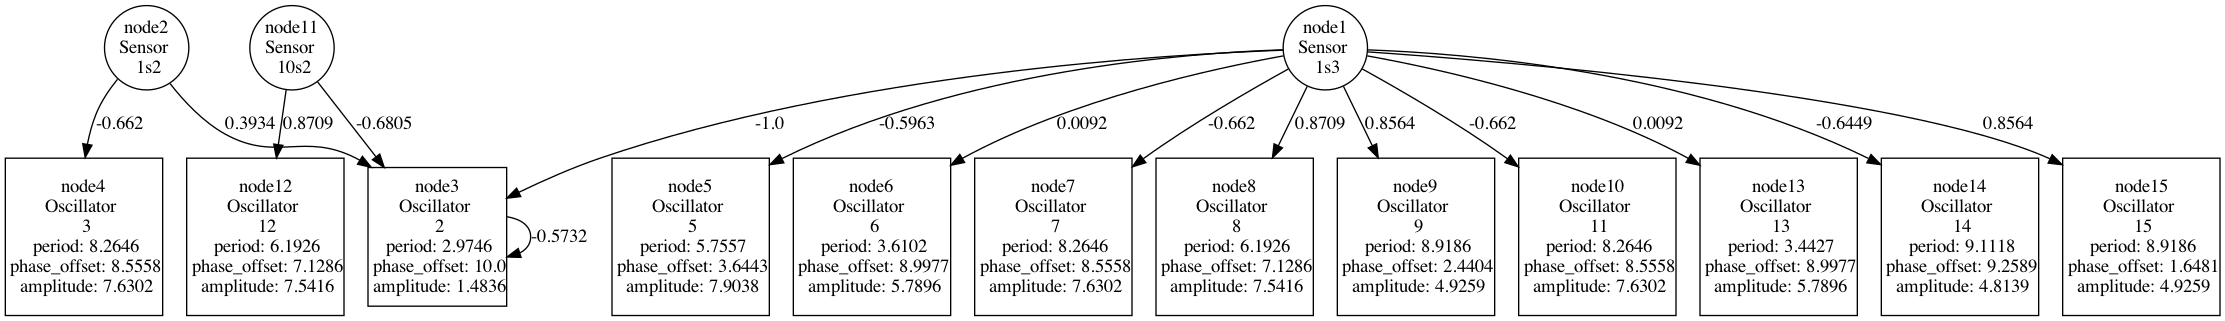 node2
Sensor
1s2
node11
Sensor
10s2
node1
Sensor
1s3
-0.662
0.3934
0.8709
-0.6805
-1.0
-0.5963
0.0092
-0.662
0.8709
0.8564
-0.662
0.0092
-0.6449
0.8564
node4
Oscillator
3
period: 8.2646
phase_offset: 8.5558
amplitude: 7.6302
node12
Oscillator
12
period: 6.1926
phase_offset: 7.1286
amplitude: 7.5416
node3
Oscillator
2
period: 2.9746
phase_offset: 10.0
amplitude: 1.4836
-0.5732
node5
Oscillator
5
period: 5.7557
phase_offset: 3.6443
amplitude: 7.9038
node6
Oscillator
6
period: 3.6102
phase_offset: 8.9977
amplitude: 5.7896
node7
Oscillator
7
period: 8.2646
phase_offset: 8.5558
amplitude: 7.6302
node8
Oscillator
8
period: 6.1926
phase_offset: 7.1286
amplitude: 7.5416
node9
Oscillator
9
period: 8.9186
phase_offset: 2.4404
amplitude: 4.9259
node10
Oscillator
11
period: 8.2646
phase_offset: 8.5558
amplitude: 7.6302
node13
Oscillator
13
period: 3.4427
phase_offset: 8.9977
amplitude: 5.7896
node14
Oscillator
14
period: 9.1118
phase_offset: 9.2589
amplitude: 4.8139
node15
Oscillator
15
period: 8.9186
phase_offset: 1.6481
amplitude: 4.9259